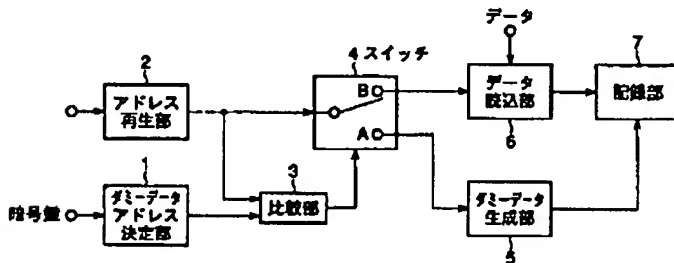 データ
4 スイッチ
2
アドレス
再生部
B
A
データ
読込部
6
7
記録部
1
ダミーデータ
アドレス
決定部
暗号鍵
3
比較部
ダミーデータ
生成部
5